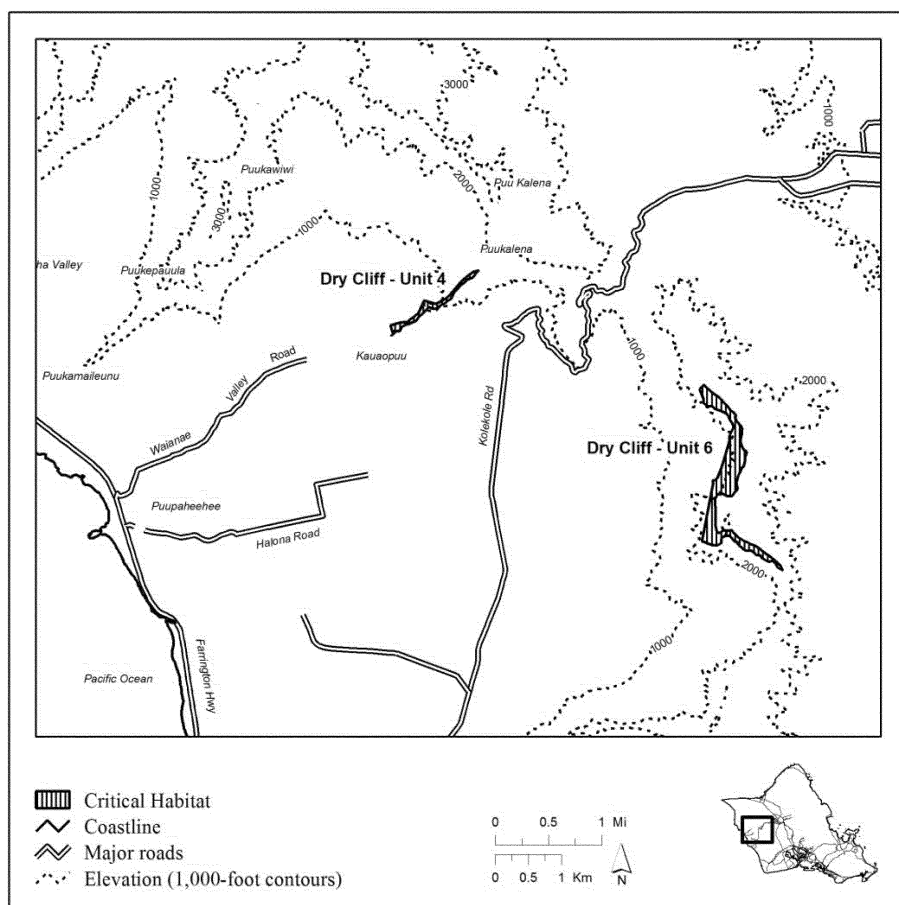 3000
1000
Puukawiwi
1000
2000
Puu Kalena
3000
1000
Puukalena
ha Valley
Puukepauula
Dry Cliff - Unit 4
Kauaopuu
1000
Puukamaileunu
Waianae Valley Road
2000
Kolekole Rd
Dry Cliff - Unit 6
Puupaheehee
Halona Road
2000
1000
Farrington Hwy
Pacific Ocean
Critical Habitat
Coastline
Major roads
Elevation (1,000-foot contours)
0 0.5 1 Mi
0 0.5 1 Km
N